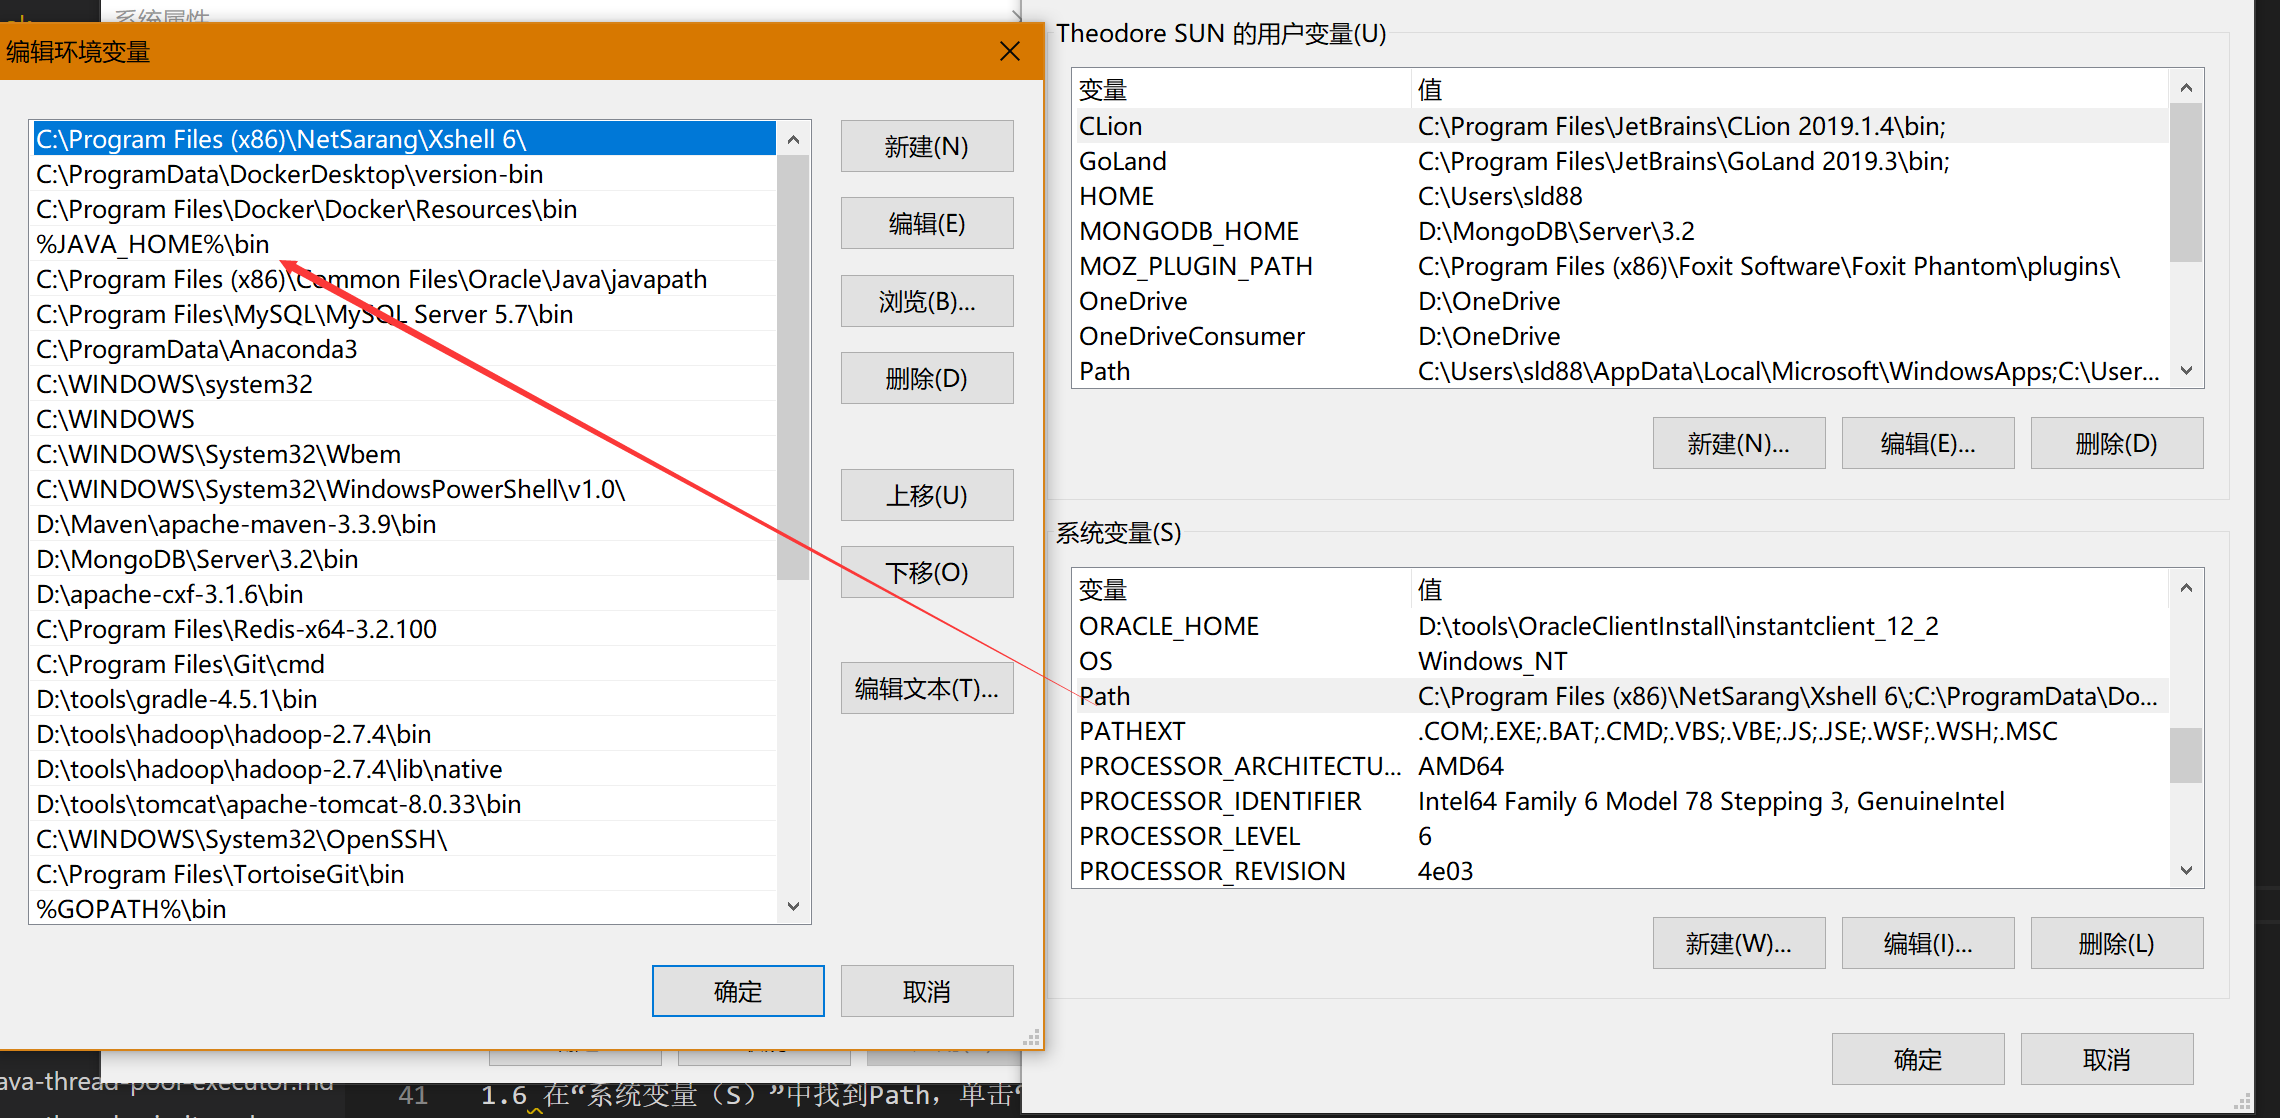 系统属性
编辑环境变量
C:\Program Files (x86)\NetSarang\Xshell 6\
C:\ProgramData\DockerDesktop\version-bin
C:\Program Files\Docker\Docker\Resources\bin
%JAVA_HOME%\bin
C:\Program Files (x86)\Common Files\Oracle\Java\javapath
C:\Program Files\MySQL\MySQL Server 5.7\bin
C:\ProgramData\Anaconda3
C:\WINDOWS\system32
C:\WINDOWS
C:\WINDOWS\System32\Wbem
C:\WINDOWS\System32\WindowsPowerShell\v1.0\
D:\Maven\apache-maven-3.3.9\bin
D:\MongoDB\Server\3.2\bin
D:\apache-cxf-3.1.6\bin
C:\Program Files\Redis-x64-3.2.100
C:\Program Files\Git\cmd
D:\tools\gradle-4.5.1\bin
D:\tools\hadoop\hadoop-2.7.4\bin
D:\tools\hadoop\hadoop-2.7.4\lib\native
D:\tools\tomcat\apache-tomcat-8.0.33\bin
C:\WINDOWS\System32\OpenSSH\
C:\Program Files\TortoiseGit\bin
%GOPATH%\bin
新建(N)
编辑(E)
浏览(B)...
删除(D)
上移(U)
下移(O)
编辑文本(T)...
确定 取消
Theodore SUN 的用户变量(U)
变量 值
CLion C:\Program Files\JetBrains\CLion 2019.1.4\bin;
GoLand C:\Program Files\JetBrains\GoLand 2019.3\bin;
HOME C:\Users\sld88
MONGODB_HOME D:\MongoDB\Server\3.2
MOZ_PLUGIN_PATH C:\Program Files (x86)\Foxit Software\Foxit Phantom\plugins\
OneDrive D:\OneDrive
OneDriveConsumer D:\OneDrive
Path C:\Users\sld88\AppData\Local\Microsoft\WindowsApps;C:\User...
新建(N)... 编辑(E)... 删除(D)
系统变量(S)
变量 值
ORACLE_HOME D:\tools\OracleClientInstall\instantclient_12_2
OS Windows_NT
Path C:\Program Files (x86)\NetSarang\Xshell 6\;C:\ProgramData\Do...
PATHEXT .COM;.EXE;.BAT;.CMD;.VBS;.VBE;.JS;.JSE;.WSF;.WSH;.MSC
PROCESSOR_ARCHITECTU... AMD64
PROCESSOR_IDENTIFIER Intel64 Family 6 Model 78 Stepping 3, GenuineIntel
PROCESSOR_LEVEL 6
PROCESSOR_REVISION 4e03
新建(W)... 编辑(I)... 删除(L)
确定 取消
ava-thread-poor-executor.md
41 1.6 在“系统变量（S）”中找到Path，单击“